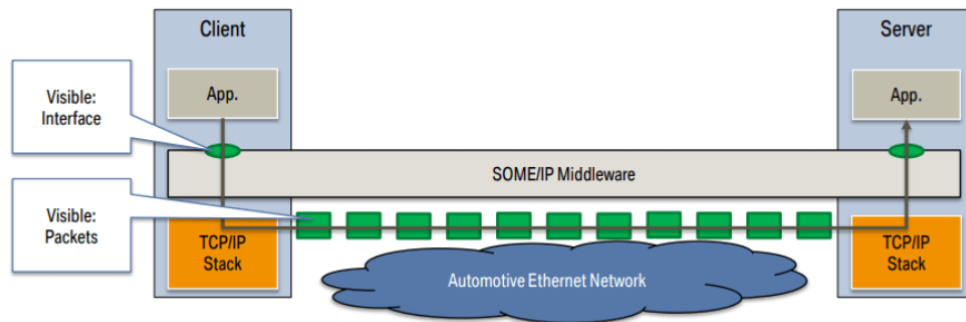 Client
Server
Visible:
Interface
App.
App.
SOME/IP Middleware
Visible:
Packets
TCP/IP
Stack
TCP/IP
Stack
Automotive Ethernet Network